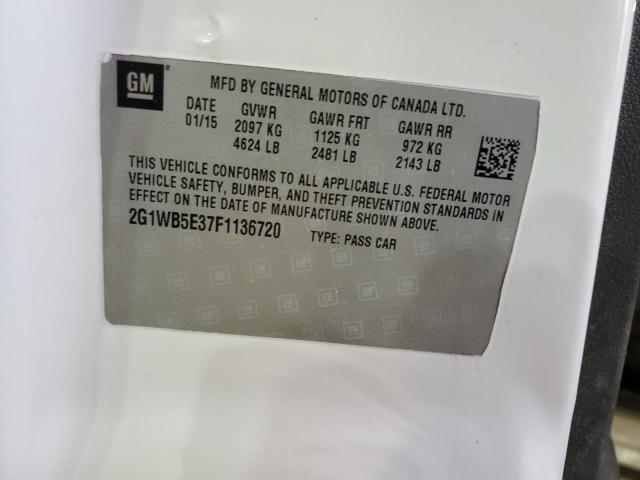 GM ®
MFD BY GENERAL MOTORS OF CANADA LTD.
DATE GVWR GAWR FRT GAWR RR
01/15 2097 KG 1125 KG 972 KG
4624 LB 2481 LB 2143 LB
THIS VEHICLE CONFORMS TO ALL APPLICABLE U.S. FEDERAL MOTOR
VEHICLE SAFETY, BUMPER, AND THEFT PREVENTION STANDARDS IN
EFFECT ON THE DATE OF MANUFACTURE SHOWN ABOVE.
2G1WB5E37F1136720 TYPE: PASS CAR